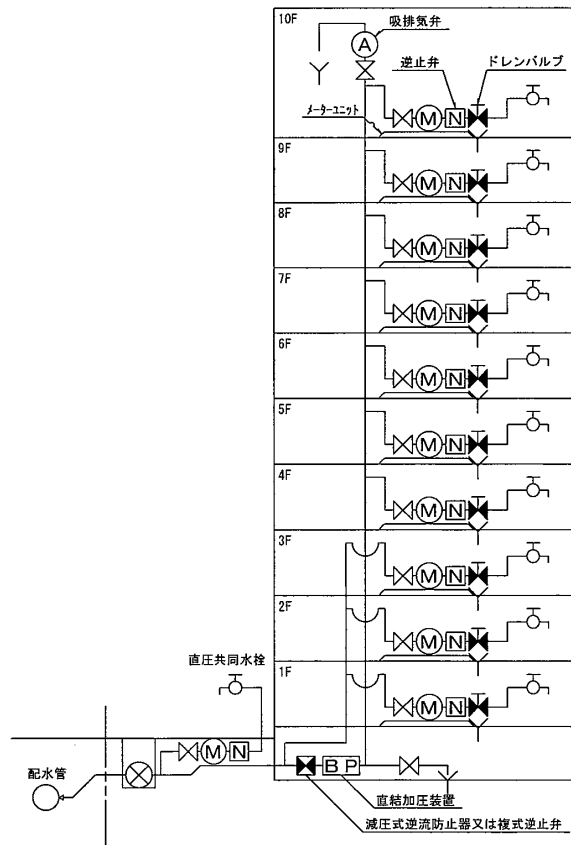 10F
吸排気弁
A
逆止弁
ドレンバルブ
メーターユニット
M N
9F
M N
8F
M N
7F
M N
6F
M N
5F
M N
4F
M N
3F
M N
2F
M N
直圧共同水栓
1F
M N
M N
配水管
BP
直結加圧装置
減圧式逆流防止器又は複式逆止弁